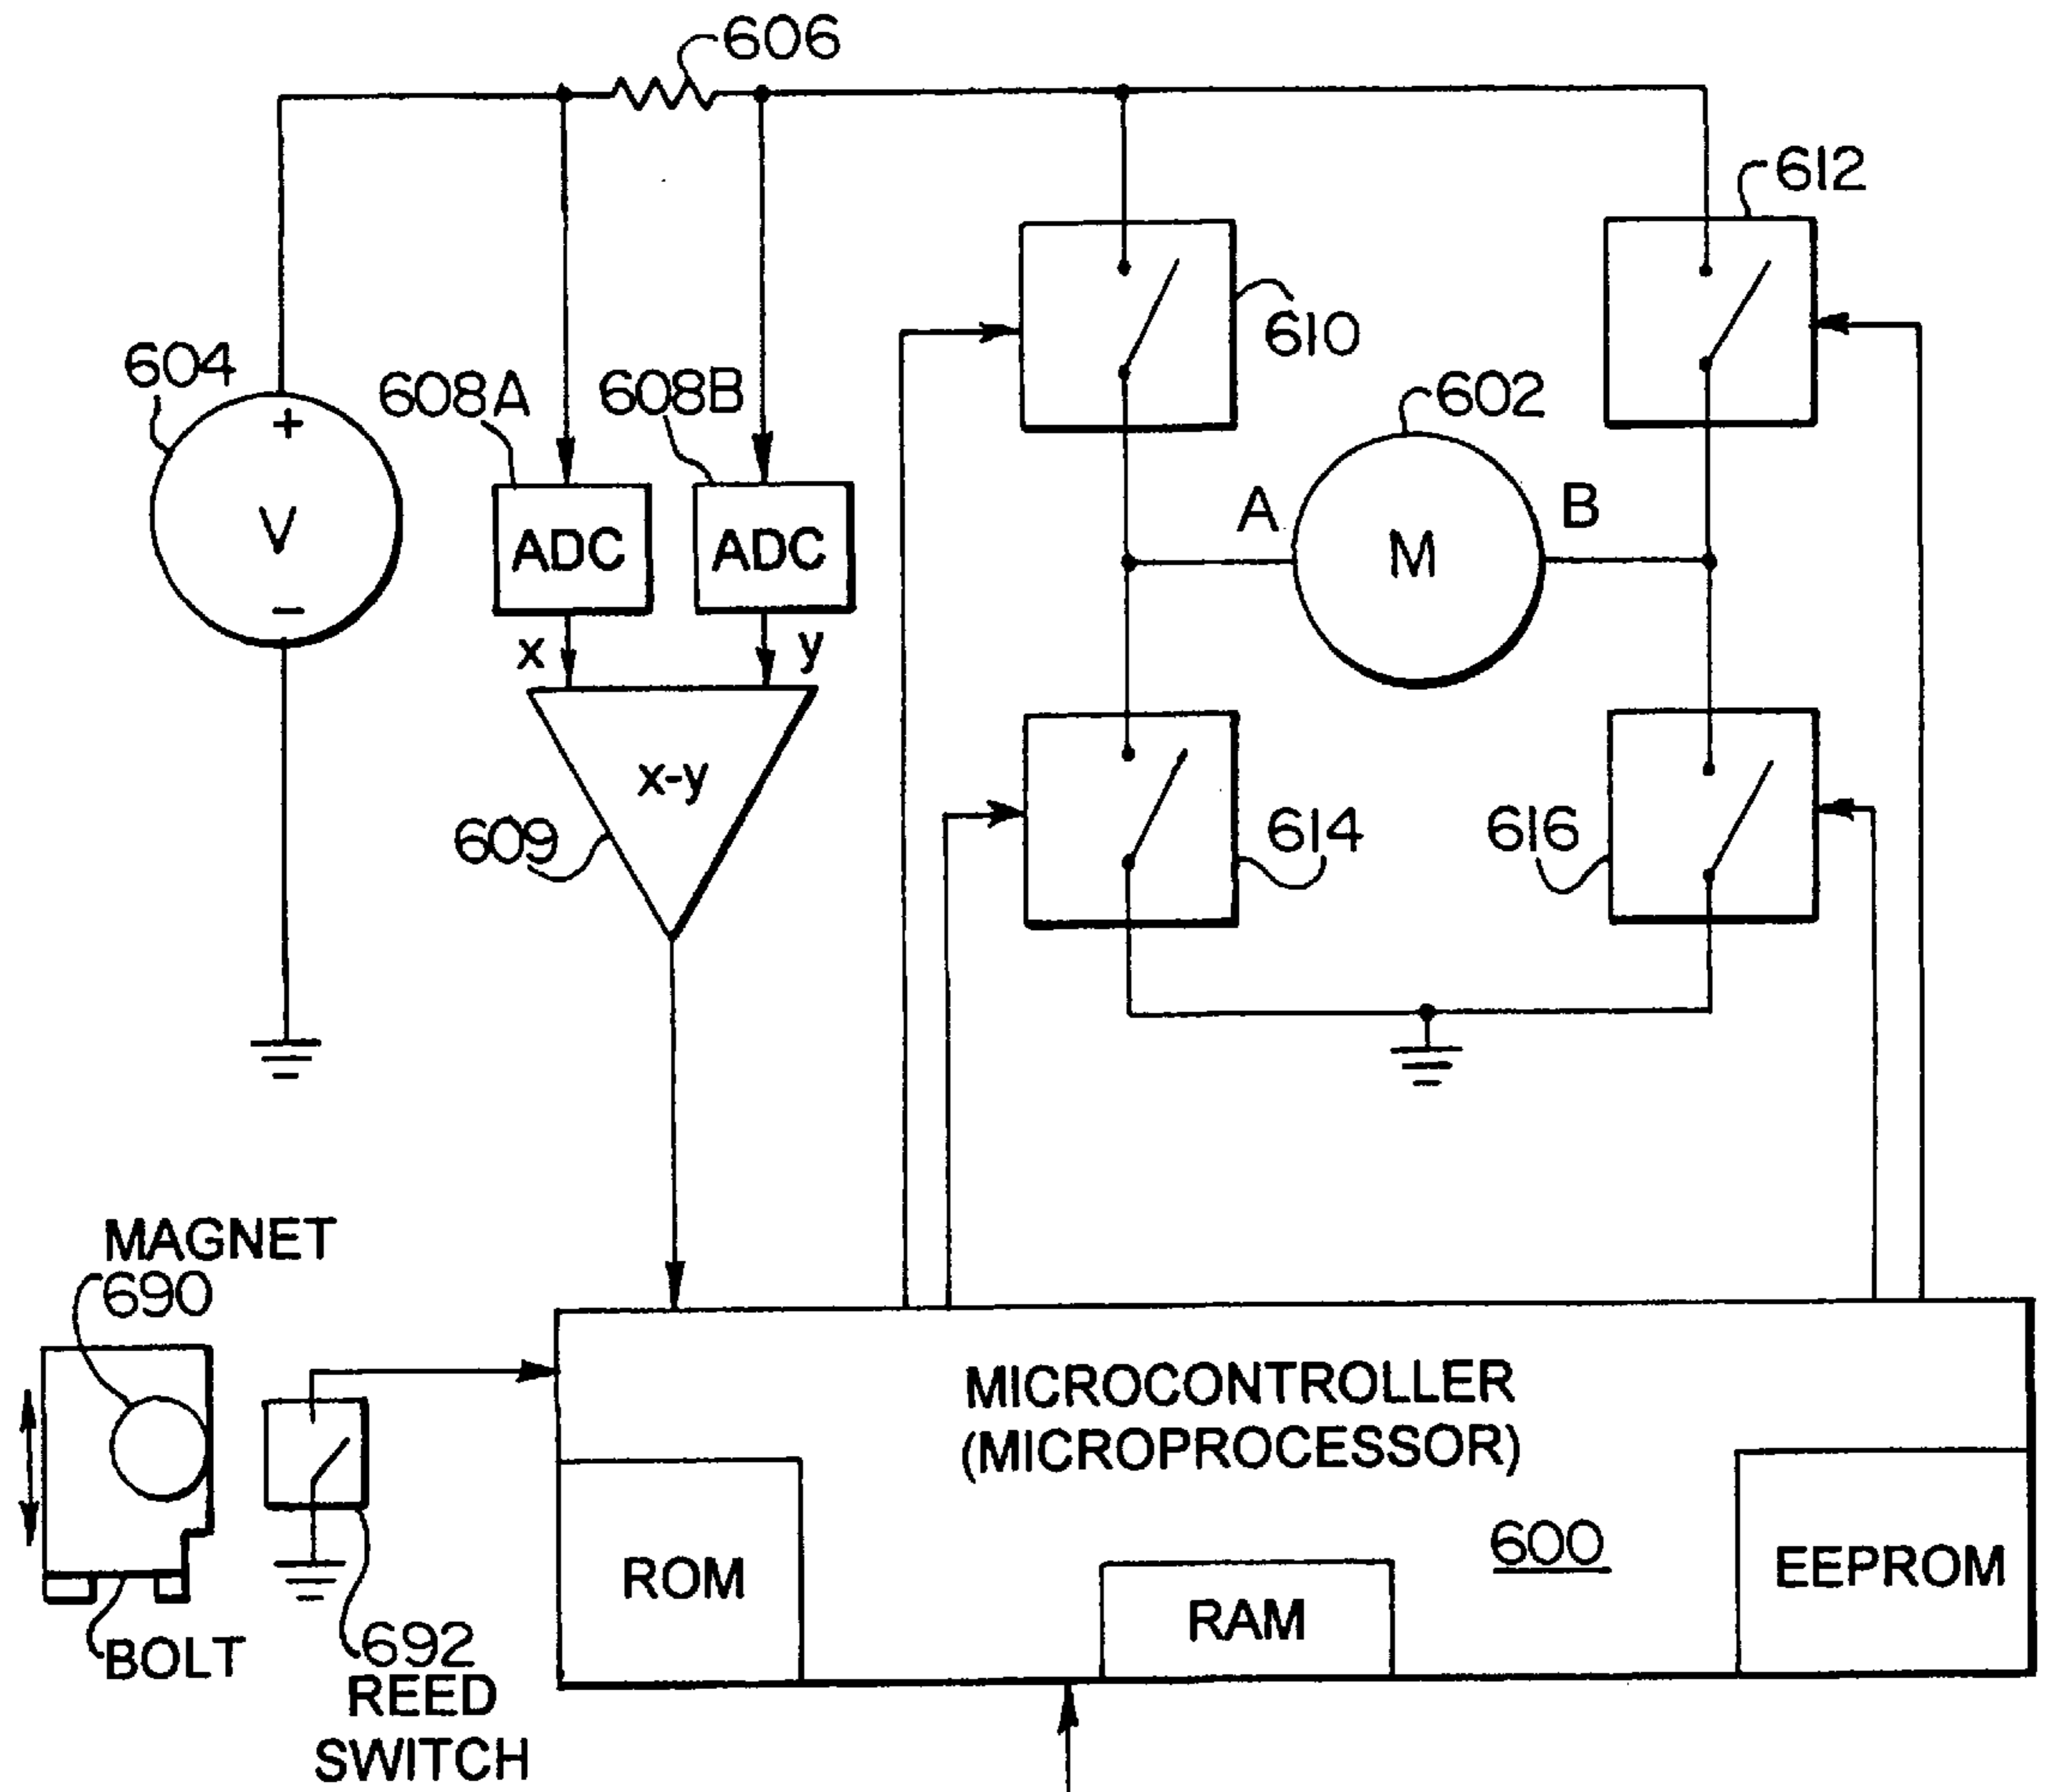 606
612
610
604
608A
608B
602
+
V
−
ADC
ADC
A
B
M
x
y
x-y
609
614
616
MAGNET
690
MICROCONTROLLER
(MICROPROCESSOR)
600
ROM
RAM
EEPROM
BOLT
692
REED
SWITCH